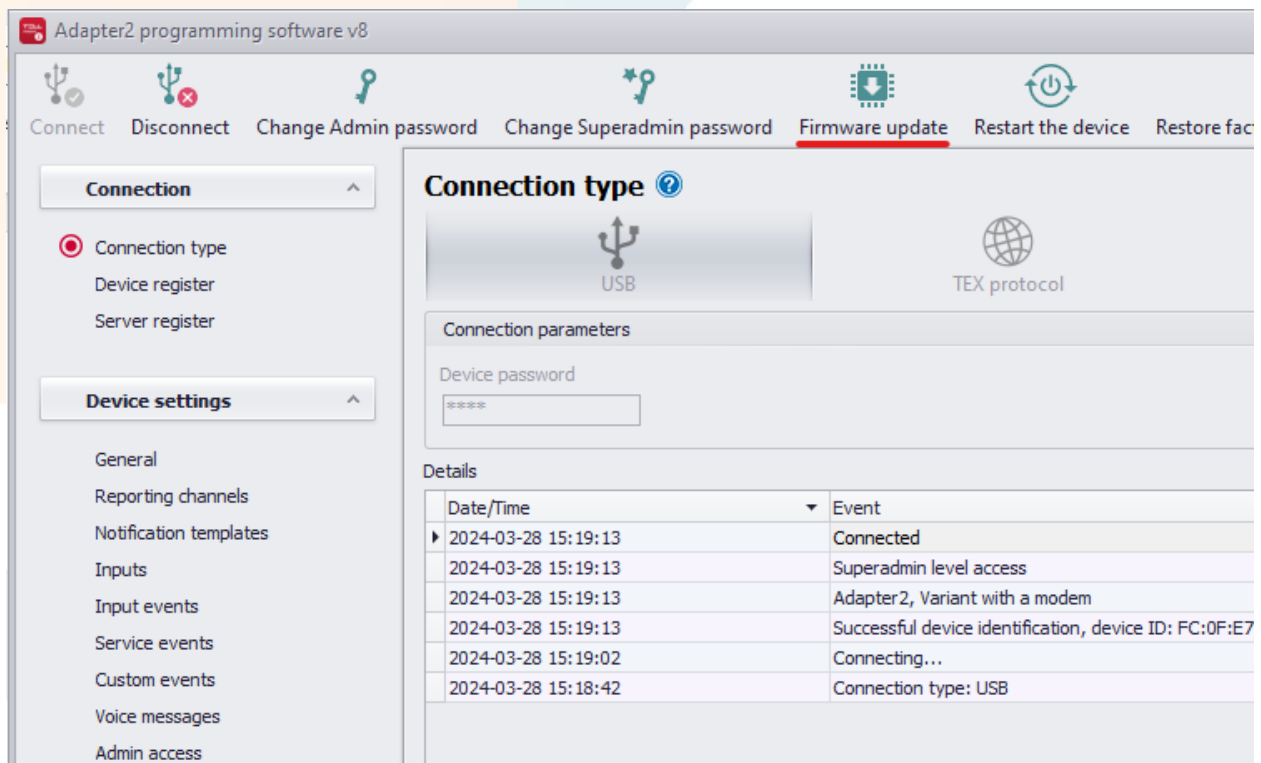 Adapter2 programming software v8
Connect Disconnect Change Admin password Change Superadmin password Firmware update Restart the device Restore fac
Connection
Connection type
Device register
Server register
Device settings
General
Reporting channels
Notification templates
Inputs
Input events
Service events
Custom events
Voice messages
Admin access
Connection type
USB TEX protocol
Connection parameters
Device password
****
Details
Date/Time Event
2024-03-28 15:19:13 Connected
2024-03-28 15:19:13 Superadmin level access
2024-03-28 15:19:13 Adapter2, Variant with a modem
2024-03-28 15:19:13 Successful device identification, device ID: FC:0F:E7
2024-03-28 15:19:02 Connecting...
2024-03-28 15:18:42 Connection type: USB